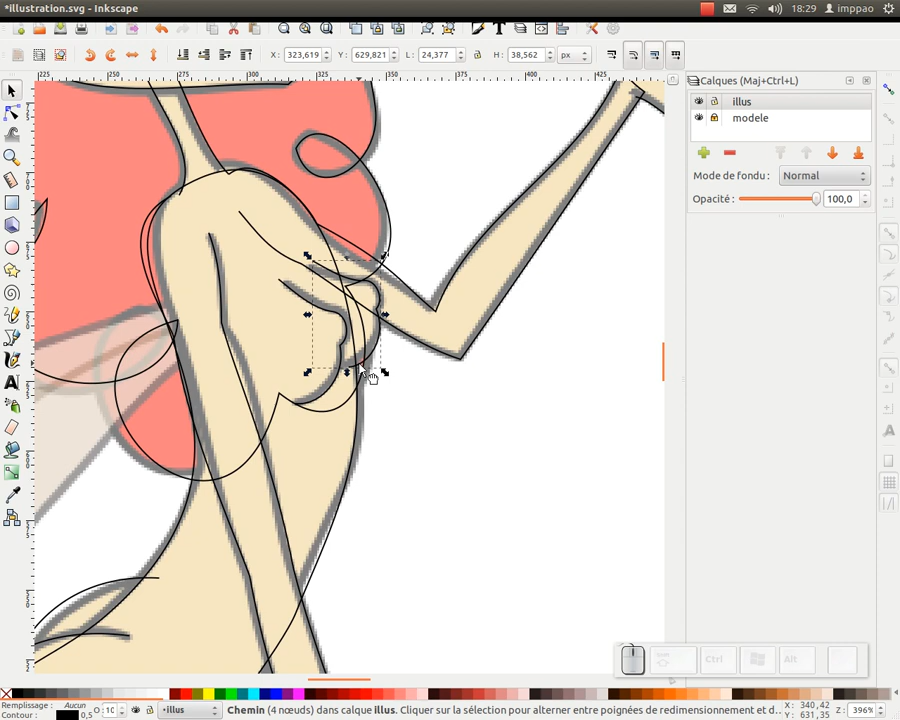 *illustration.svg - Inkscape
18:29 imppao
X: 323,619 Y: 629,821 L: 24,377 H: 38,562 px
225 250 275 300 325 350 375 400 425
Calques (Maj+Ctrl+L)
illus
modele
Mode de fondu : Normal
Opacité : 100,0
Ctrl Alt
Remplissage : Aucun
Contour : 0,5
O : 10
•illus
Chemin (4 nœuds) dans calque illus. Cliquer sur la sélection pour alterner entre poignées de redimensionnement et d...
X: 340,42
Y: 631,35
Z: 396%